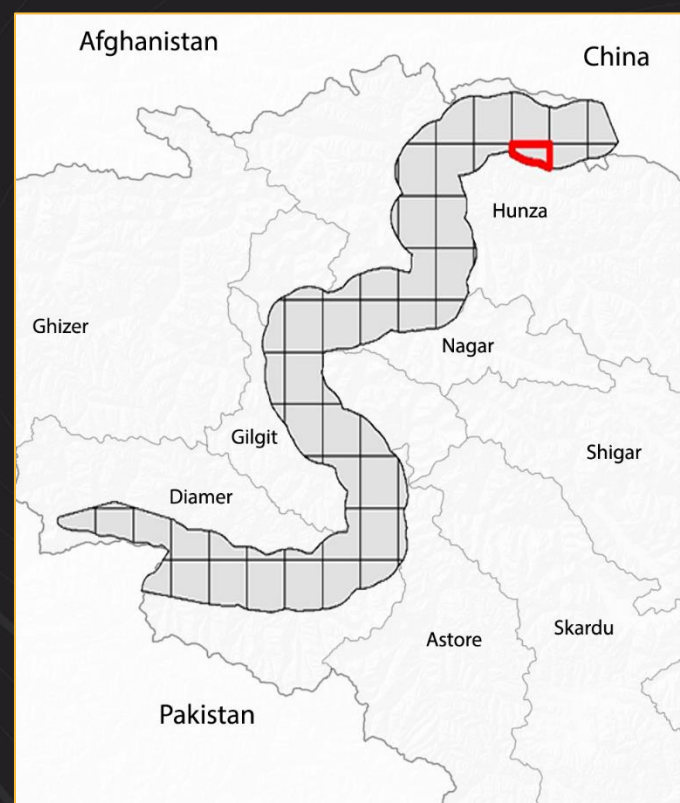 Afghanistan
China
Hunza
Ghizer
Nagar
Gilgit
Shigar
Diamer
Skardu
Astore
Pakistan